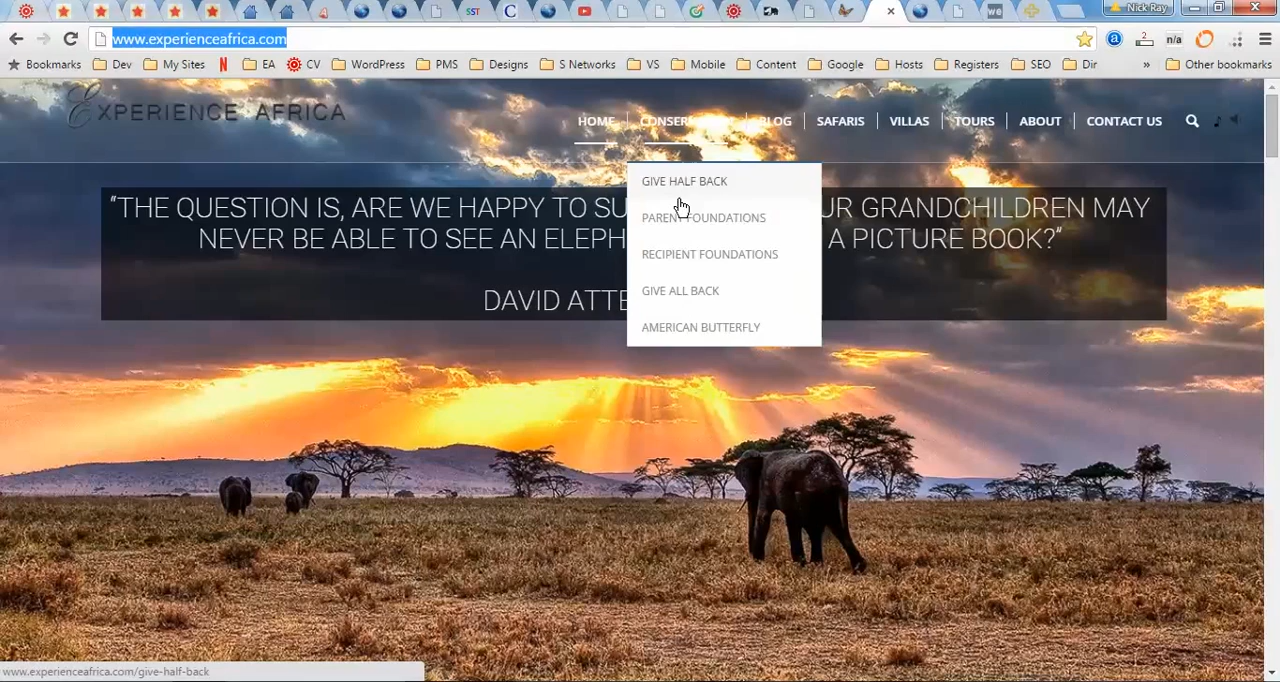 SST
Nick Ray
www.experienceafrica.com
2 n/a
Bookmarks Dev My Sites EA CV WordPress PMS Designs S Networks VS Mobile Content Google Hosts Registers SEO Dir » Other bookmarks
EXPERIENCE AFRICA
HOME BLOG SAFARIS VILLAS TOURS ABOUT CONTACT US
GIVE HALF BACK
PARENT FOUNDATIONS
RECIPIENT FOUNDATIONS
GIVE ALL BACK
AMERICAN BUTTERFLY
"THE QUESTION IS, ARE WE HAPPY TO SU UR GRANDCHILDREN MAY
NEVER BE ABLE TO SEE AN ELEPH A PICTURE BOOK?"
DAVID ATTE
www.experienceafrica.com/give-half-back